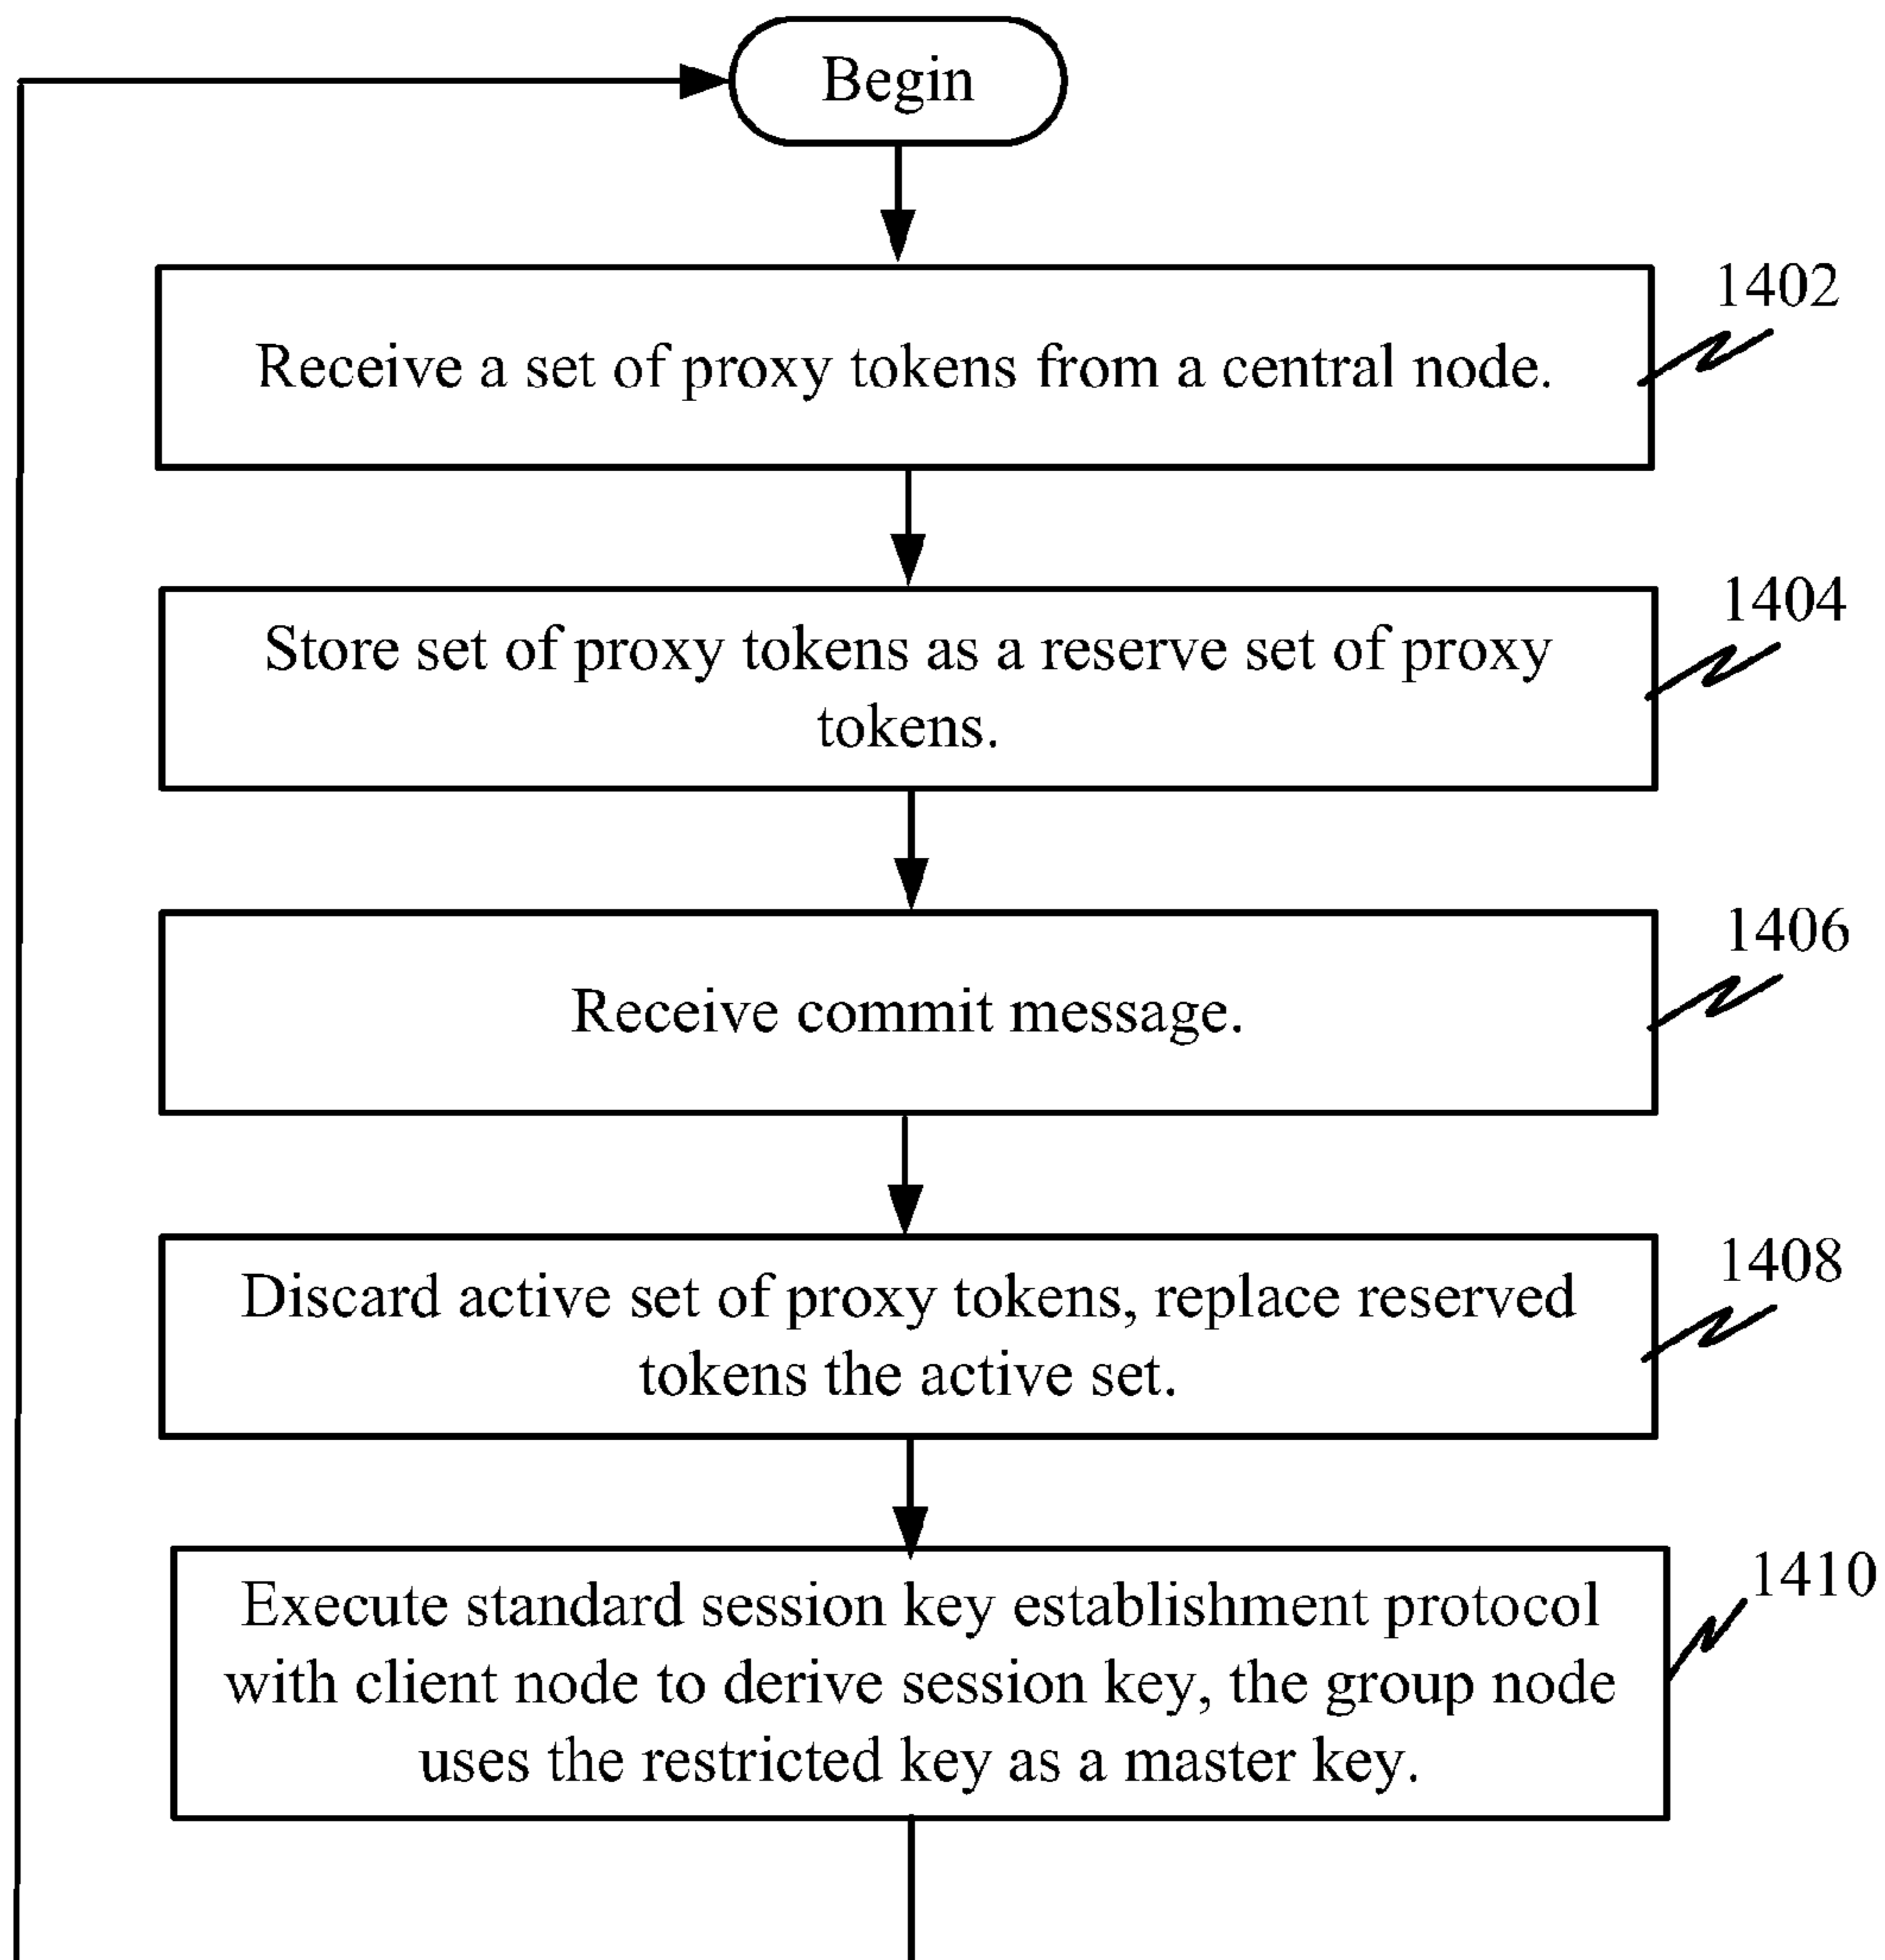 Begin
1402
Receive a set of proxy tokens from a central node.
1404
Store set of proxy tokens as a reserve set of proxy
tokens.
1406
Receive commit message.
1408
Discard active set of proxy tokens, replace reserved
tokens the active set.
1410
Execute standard session key establishment protocol
with client node to derive session key, the group node
uses the restricted key as a master key.